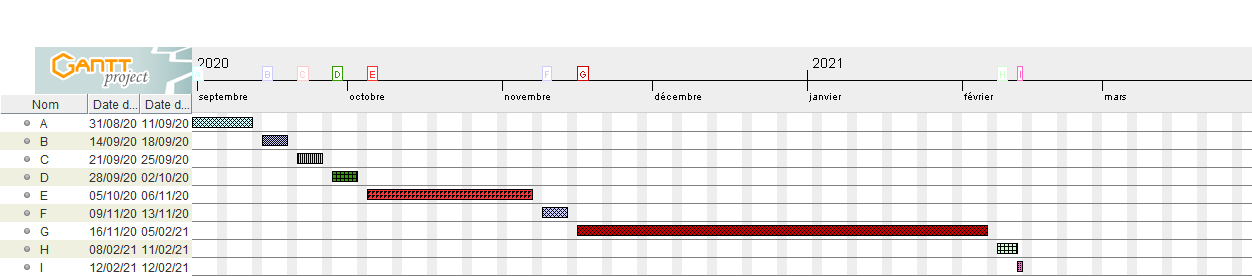 2020 2021
GANTT project
B C D E F G H I
septembre octobre novembre décembre janvier février mars
Nom Date d... Date d...
A 31/08/20 11/09/20
B 14/09/20 18/09/20
C 21/09/20 25/09/20
D 28/09/20 02/10/20
E 05/10/20 06/11/20
F 09/11/20 13/11/20
G 16/11/20 05/02/21
H 08/02/21 11/02/21
I 12/02/21 12/02/21